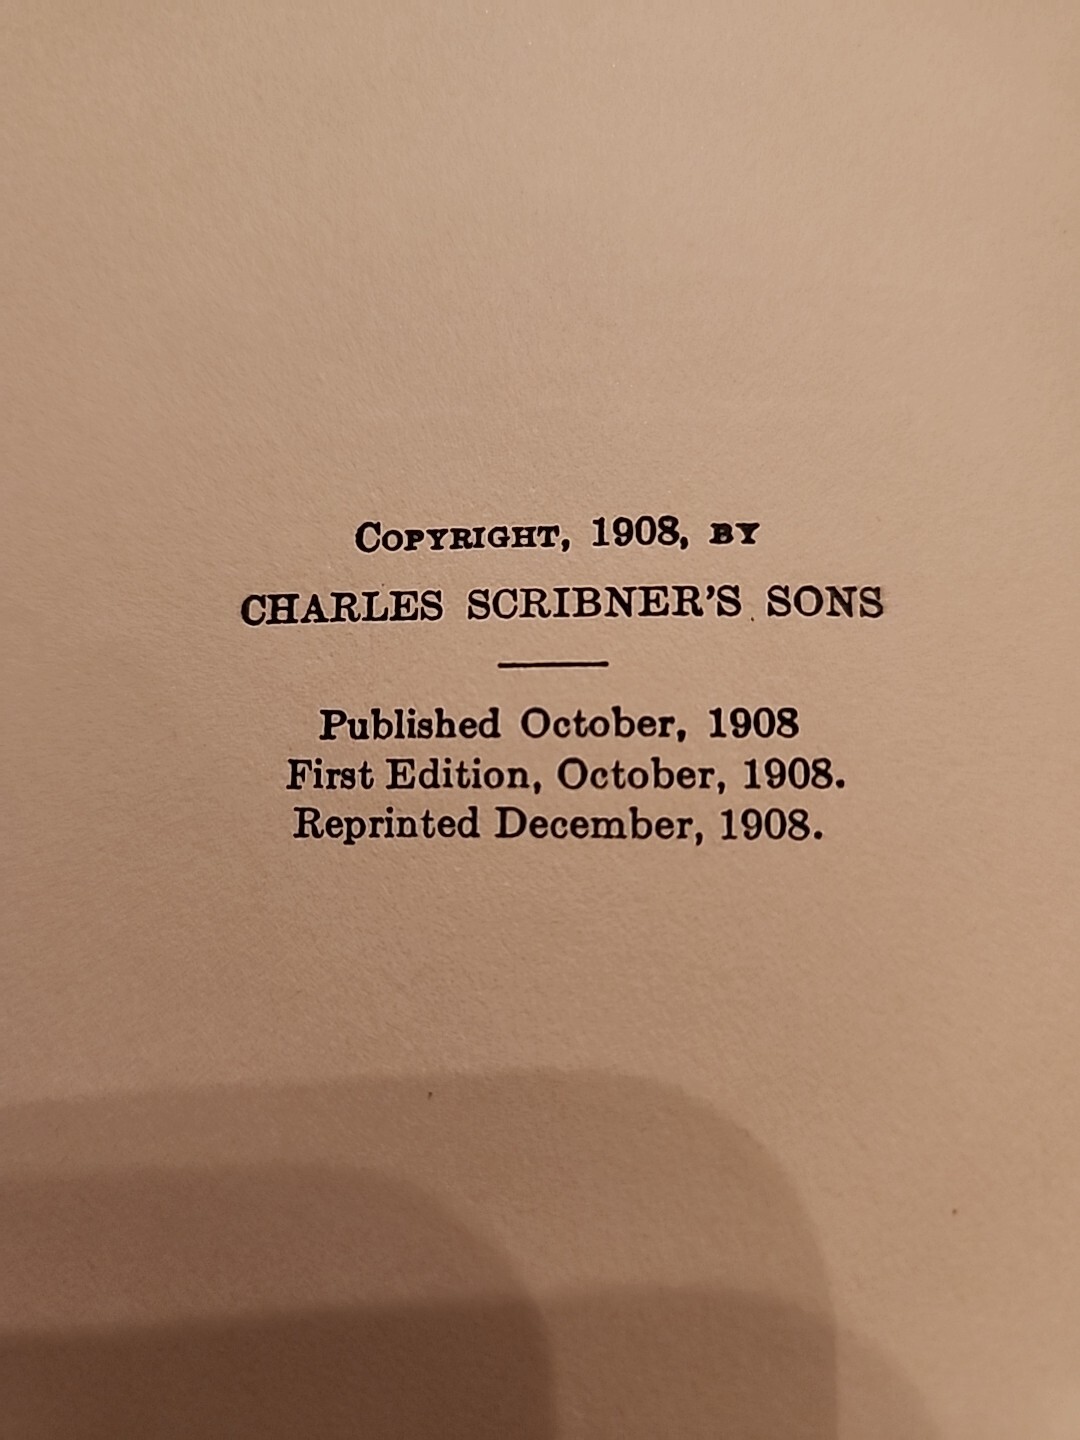 COPYRIGHT, 1908, BY
CHARLES SCRIBNER'S SONS
Published October, 1908
First Edition, October, 1908.
Reprinted December, 1908.